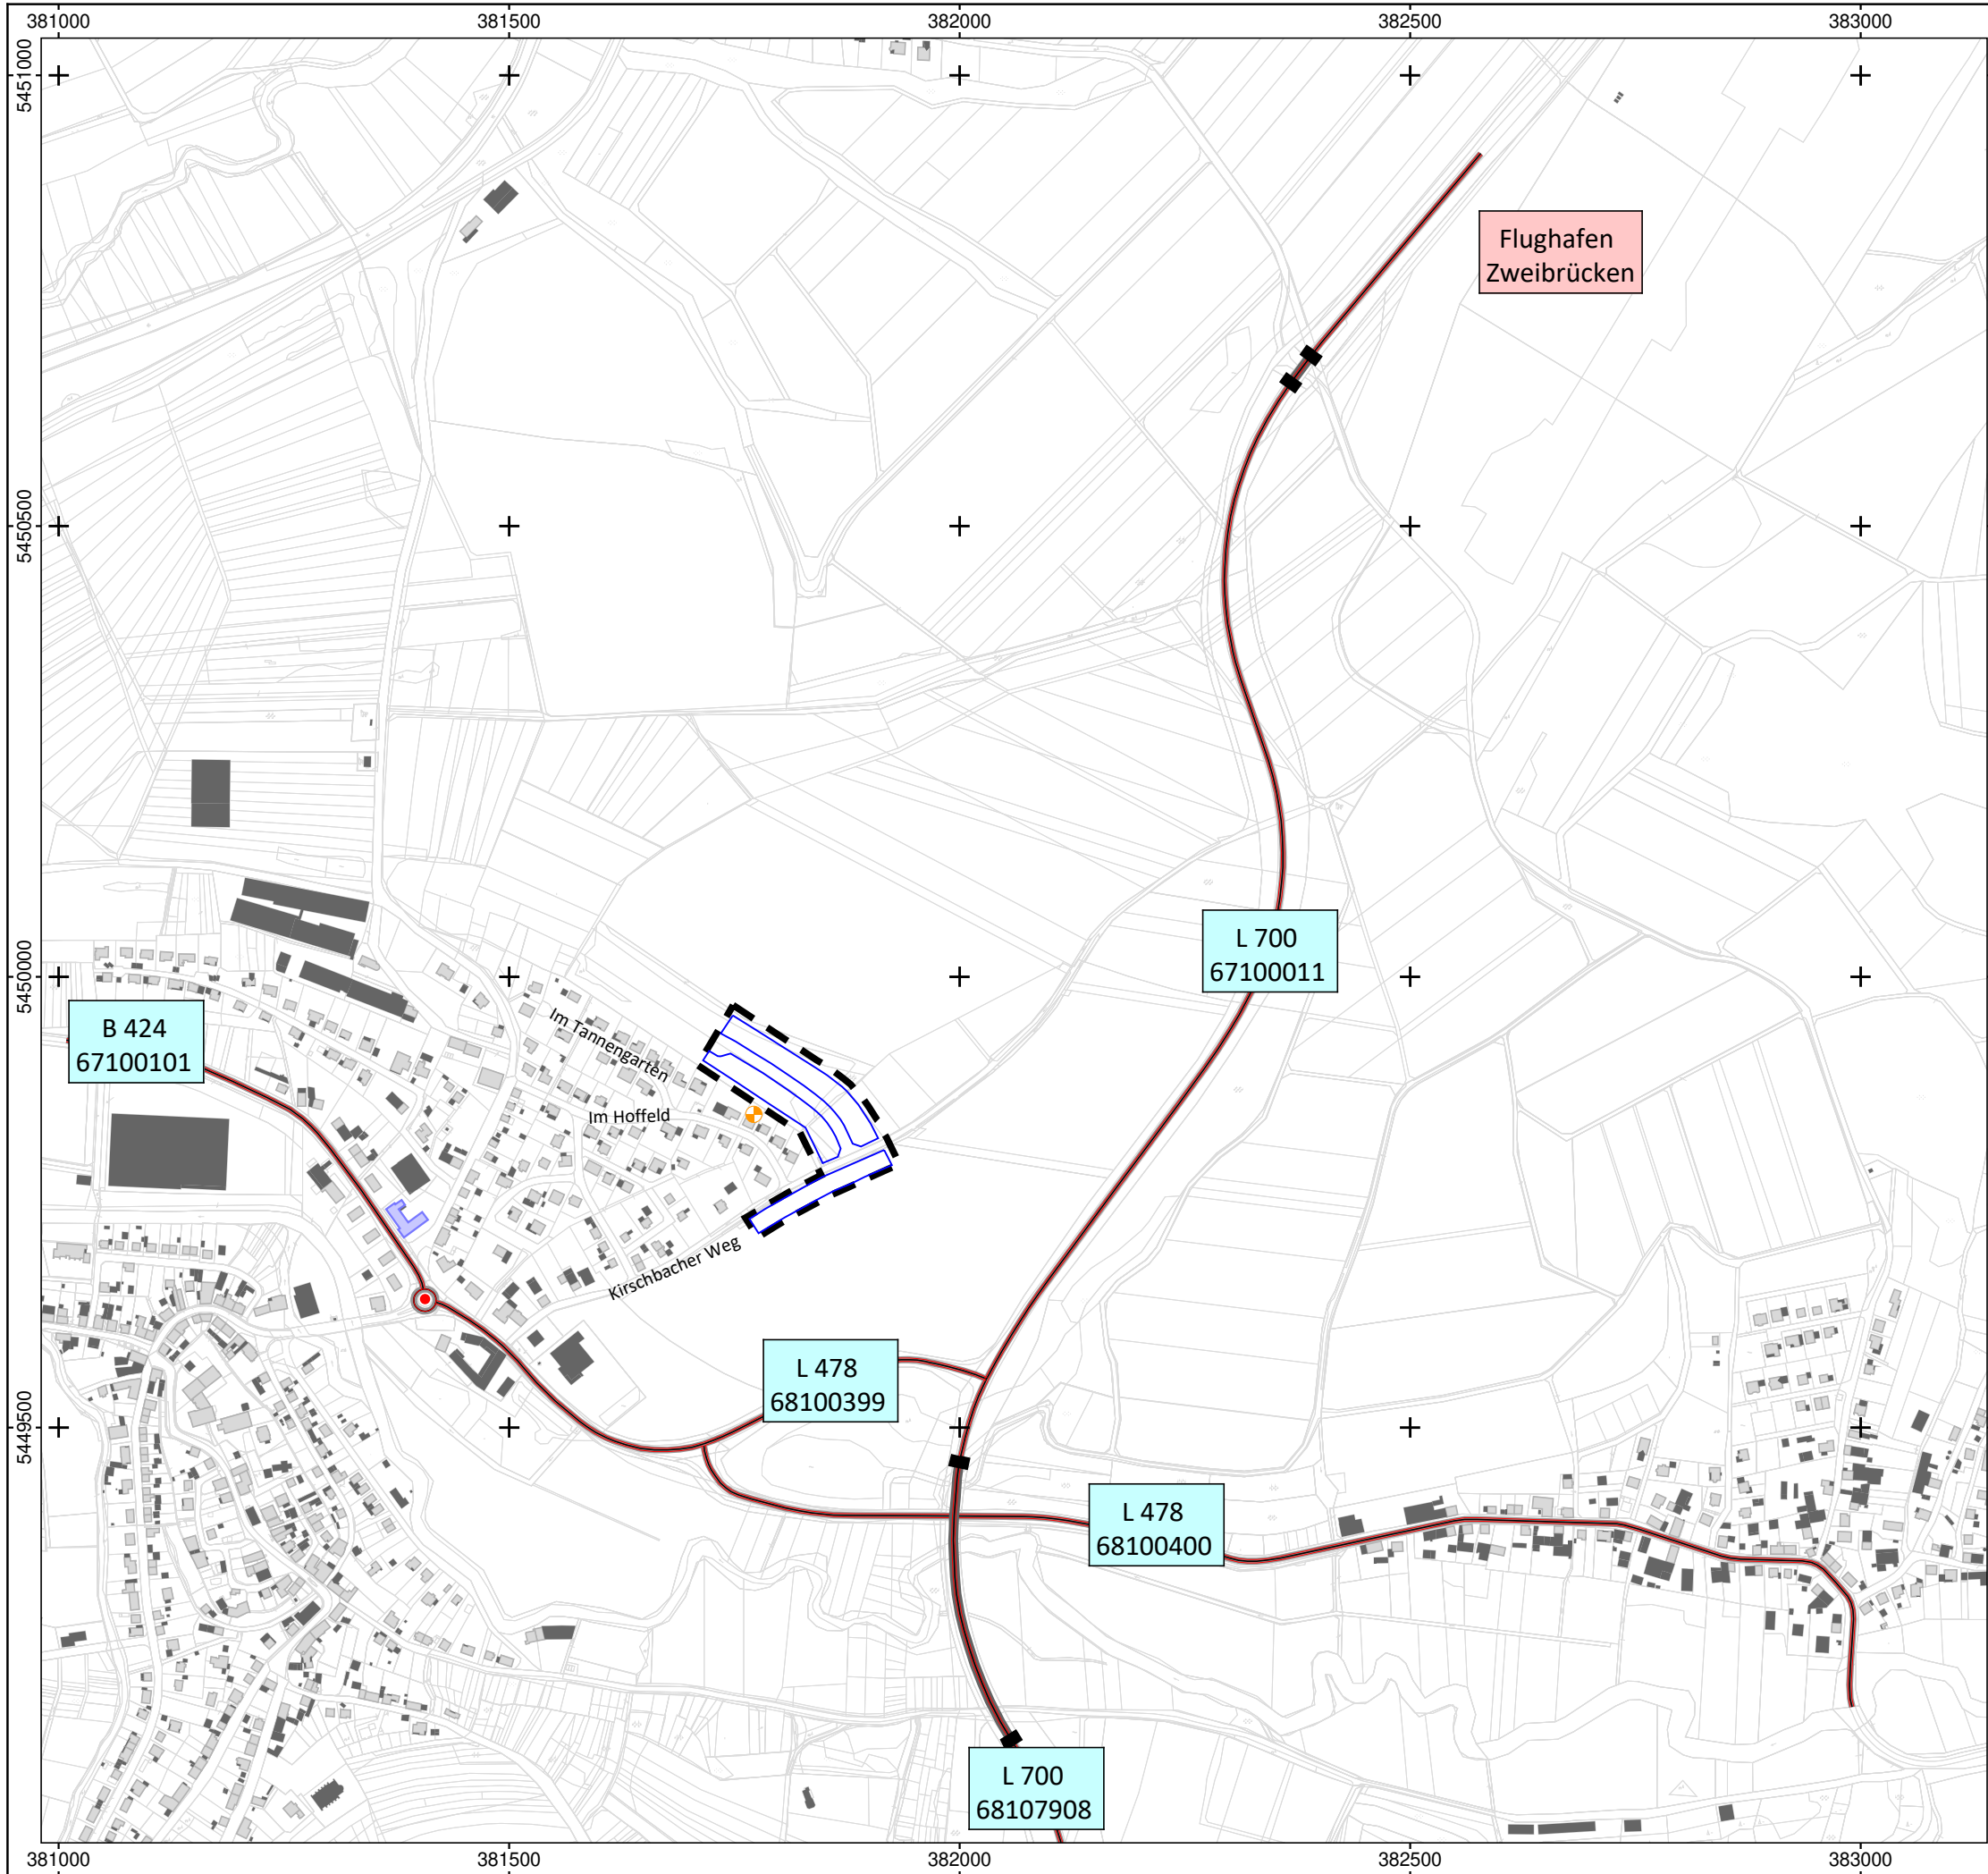 381000
381500
382000
382500
383000
5451000
5450500
5450000
5449500
Flughafen
Zweibrücken
L 700
67100011
B 424
67100101
Im Tannengarten
Im Hoffeld
Kirschbacher Weg
L 478
68100399
L 478
68100400
L 700
68107908
381000
381500
382000
382500
383000